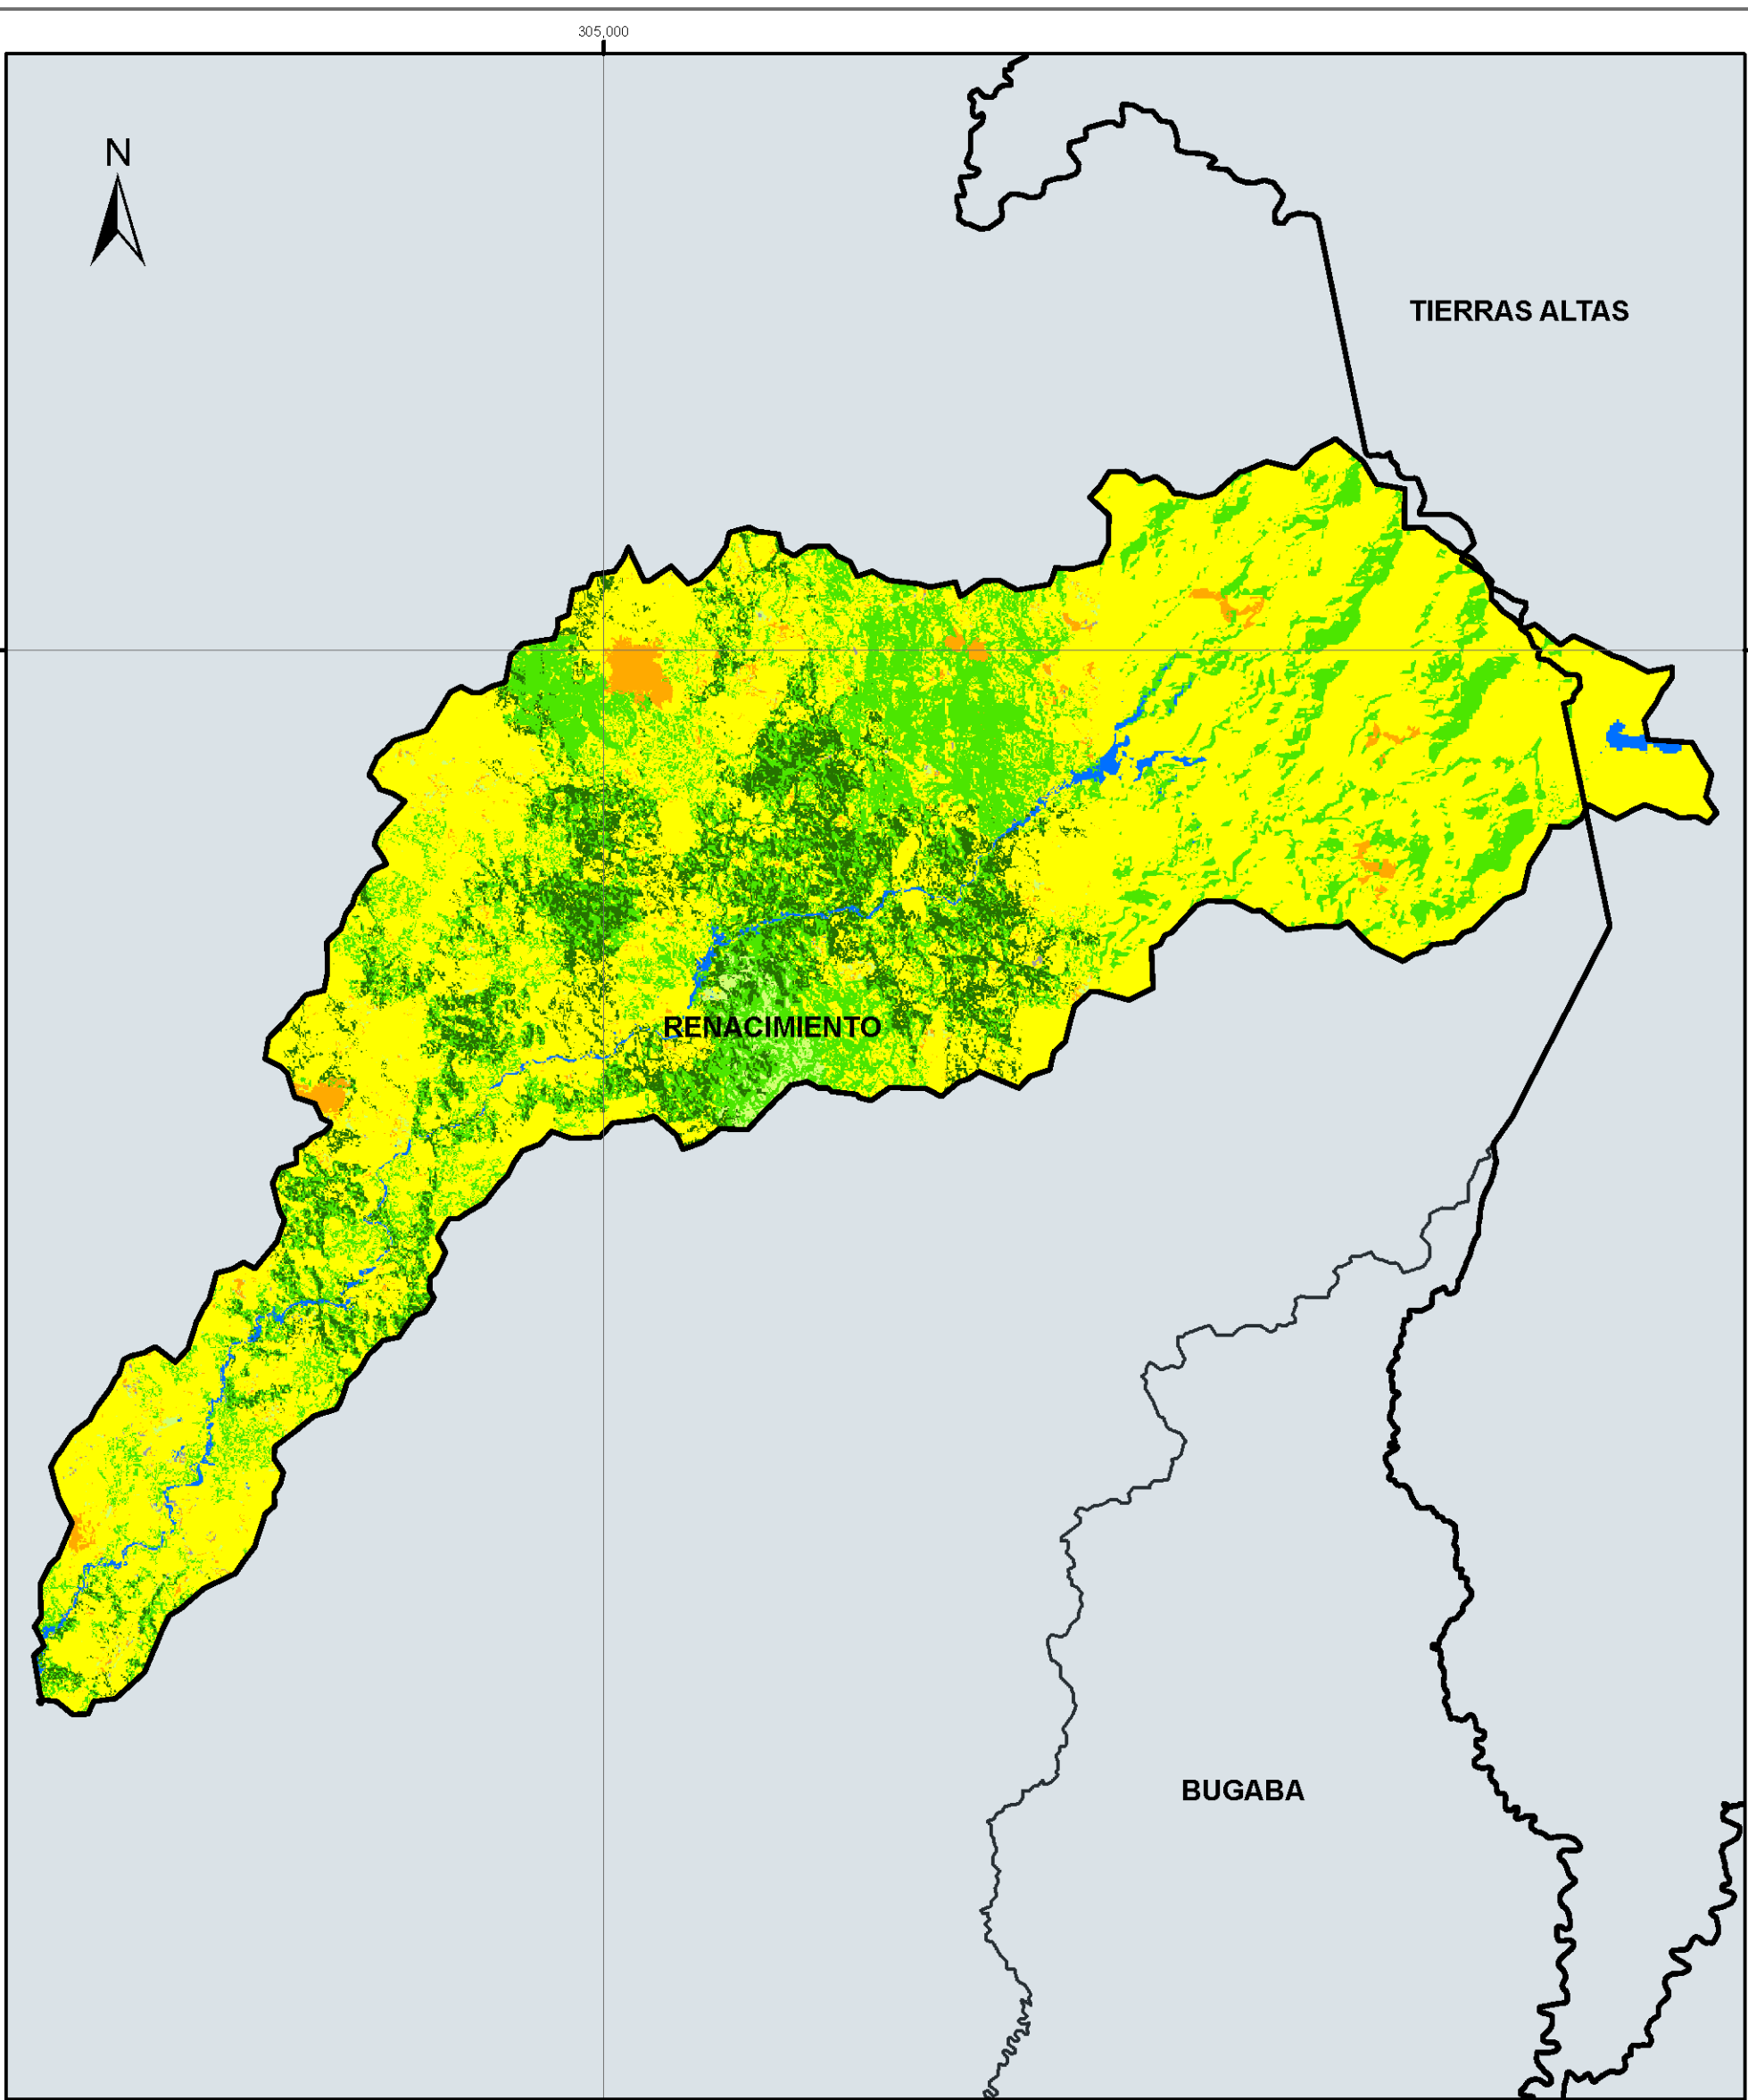 305,000
N
TIERRAS ALTAS
RENACIMIENTO
BUGABA